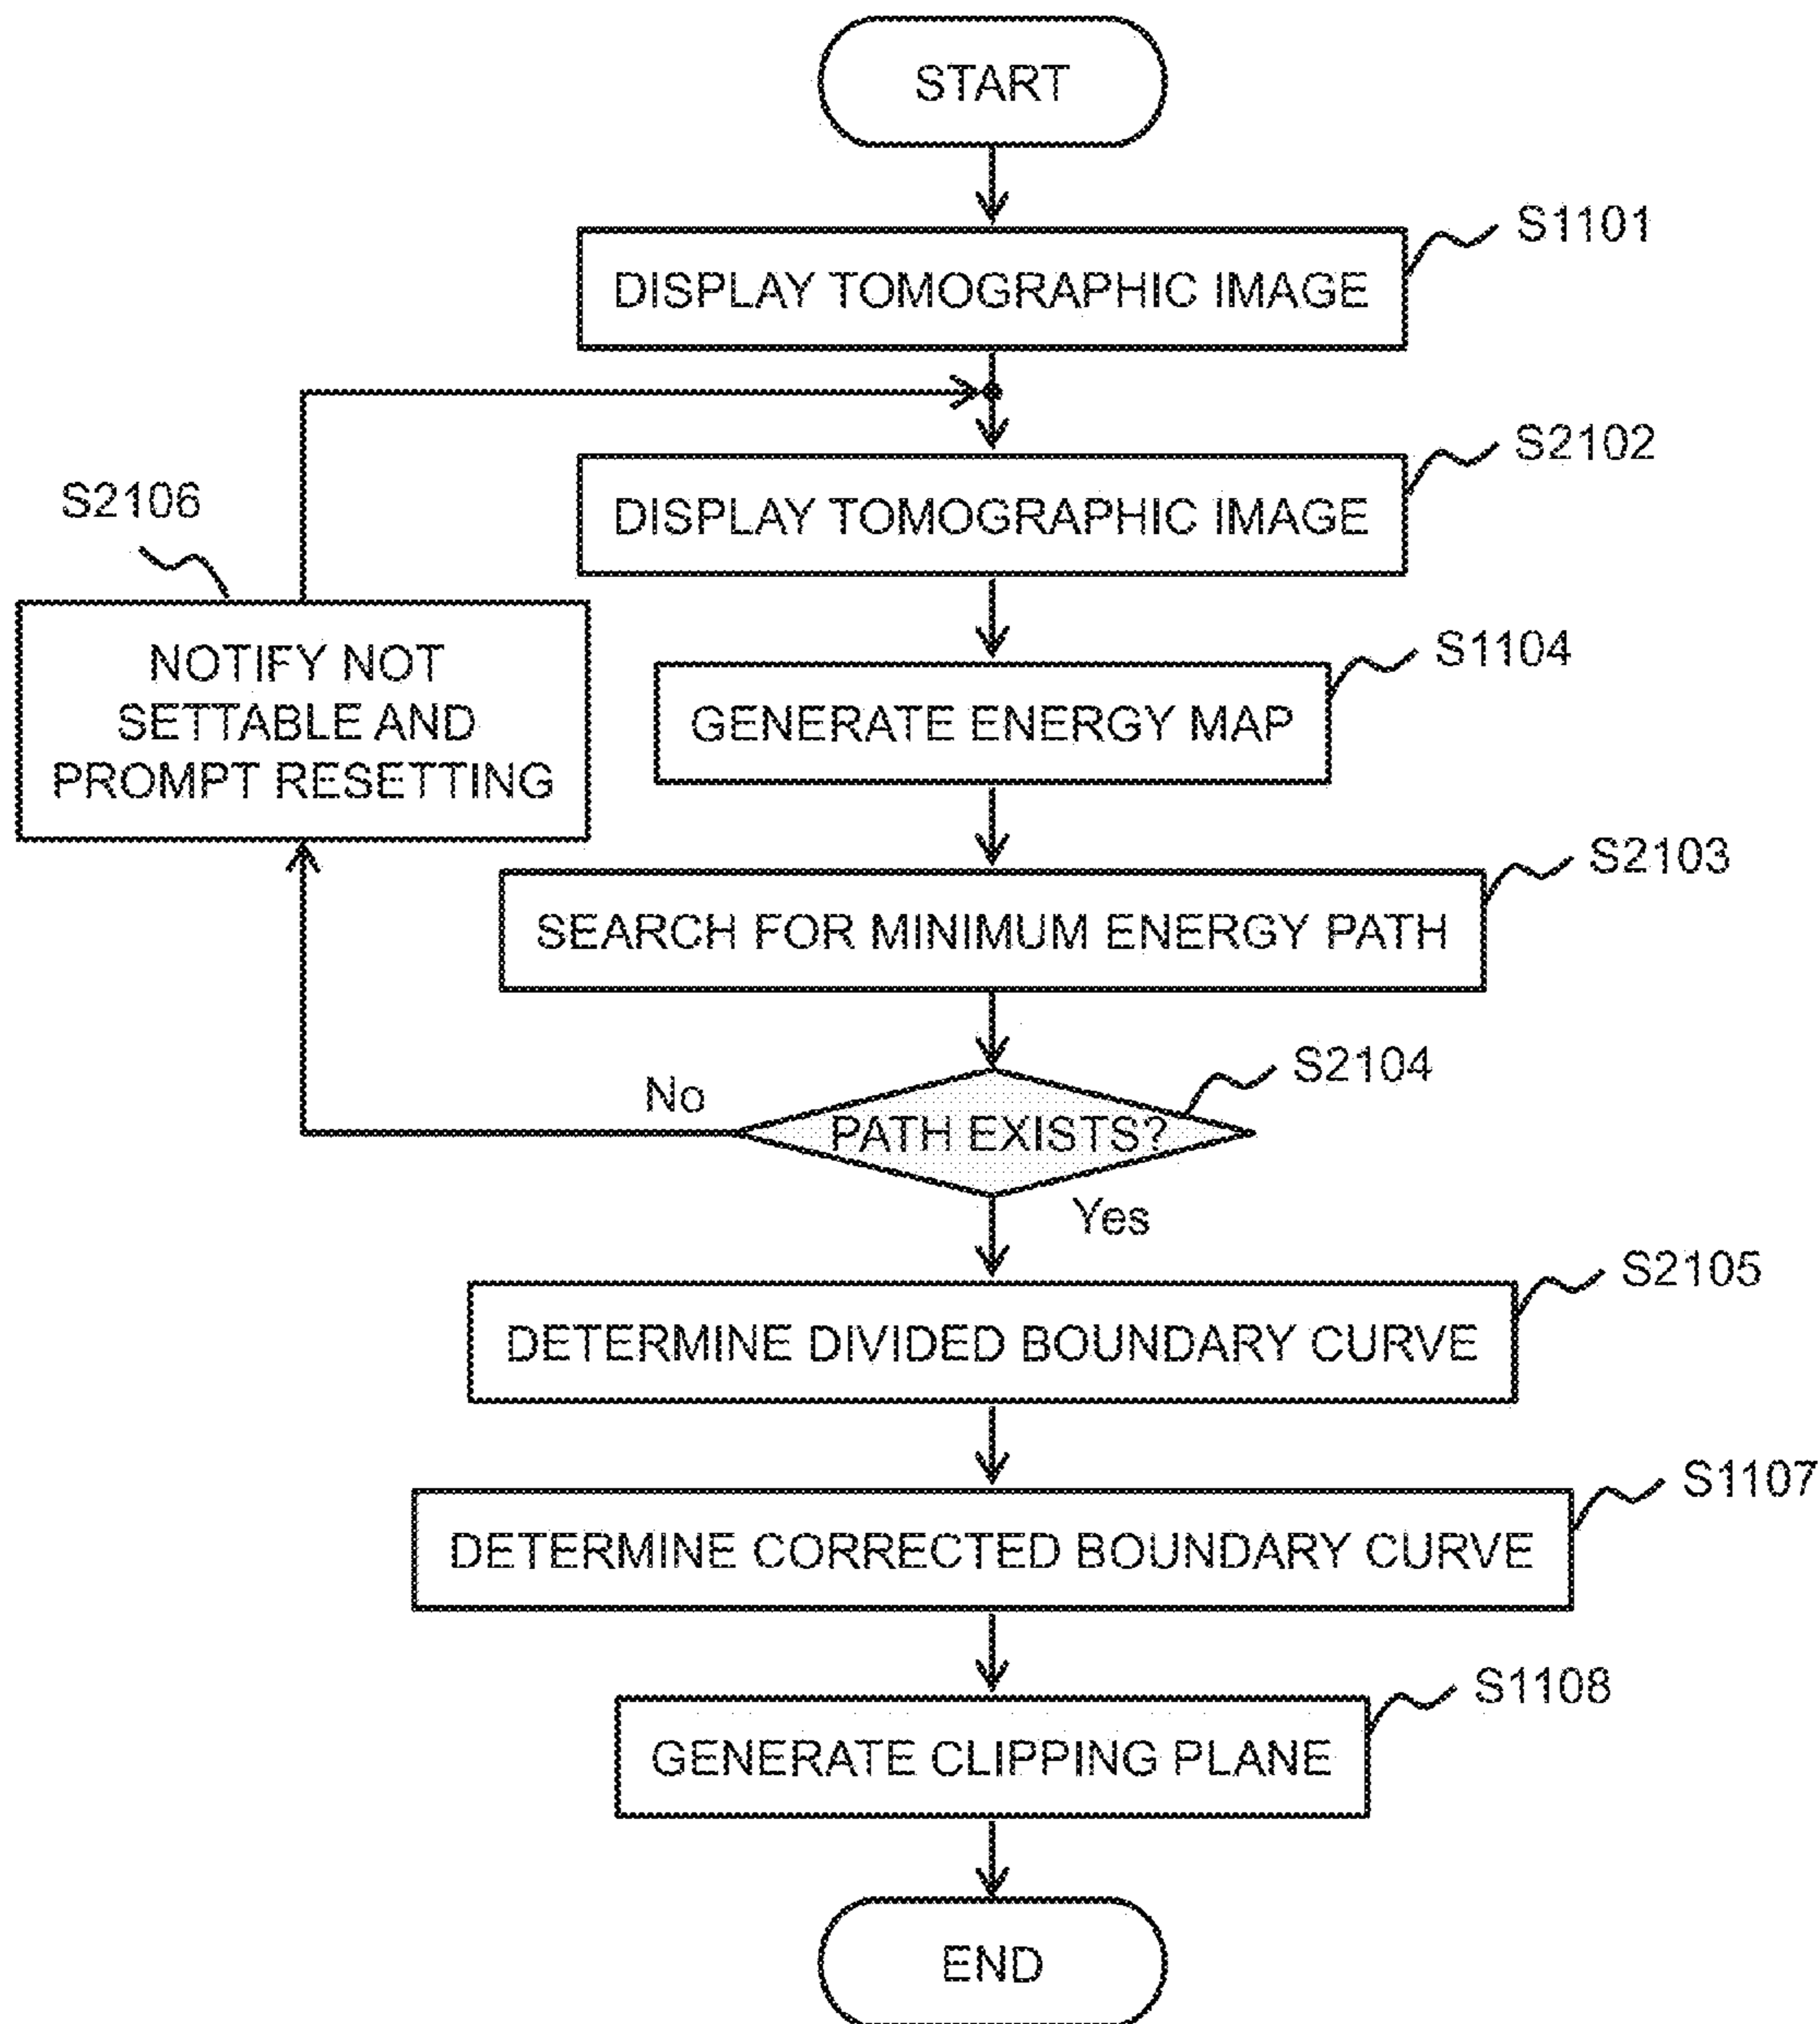 START
S1101
DISPLAY TOMOGRAPHIC IMAGE
S2102
DISPLAY TOMOGRAPHIC IMAGE
S2106
NOTIFY NOT
SETTABLE AND
PROMPT RESETTING
S1104
GENERATE ENERGY MAP
S2103
SEARCH FOR MINIMUM ENERGY PATH
S2104
No
PATH EXISTS?
Yes
S2105
DETERMINE DIVIDED BOUNDARY CURVE
S1107
DETERMINE CORRECTED BOUNDARY CURVE
S1108
GENERATE CLIPPING PLANE
END